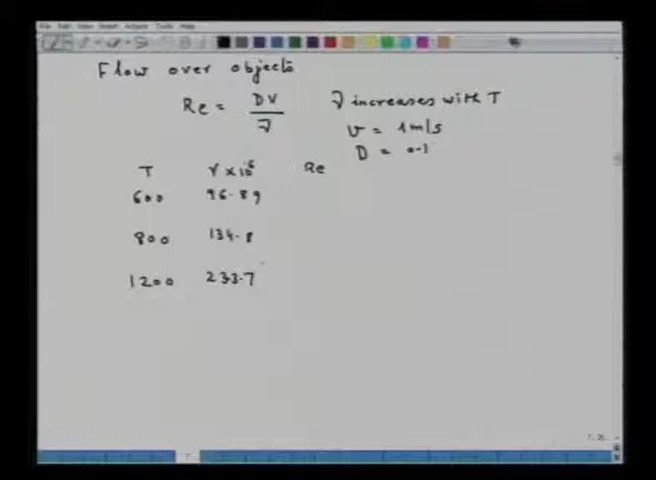 Flow over objects
Re = DV / ν   ν increases with T
v = 1m/s
D = 0.1
T   ν x 10⁶   Re
600   96.89
800   134.8
1200   233.7